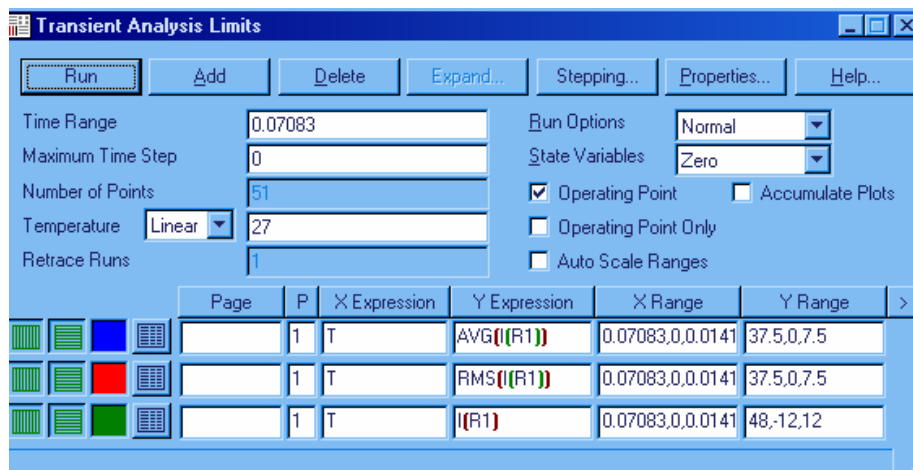 Transient Analysis Limits
Run Add Delete Expand... Stepping... Properties... Help...
Time Range 0.07083 Run Options Normal
Maximum Time Step 0 State Variables Zero
Number of Points 51 Operating Point Accumulate Plots
Temperature Linear 27 Operating Point Only
Retrace Runs 1 Auto Scale Ranges
Page P X Expression Y Expression X Range Y Range >
1 T AVG(I(R1)) 0.07083,0,0.0141 37.5,0,7.5
1 T RMS(I(R1)) 0.07083,0,0.0141 37.5,0,7.5
1 T I(R1) 0.07083,0,0.0141 48,-12,12